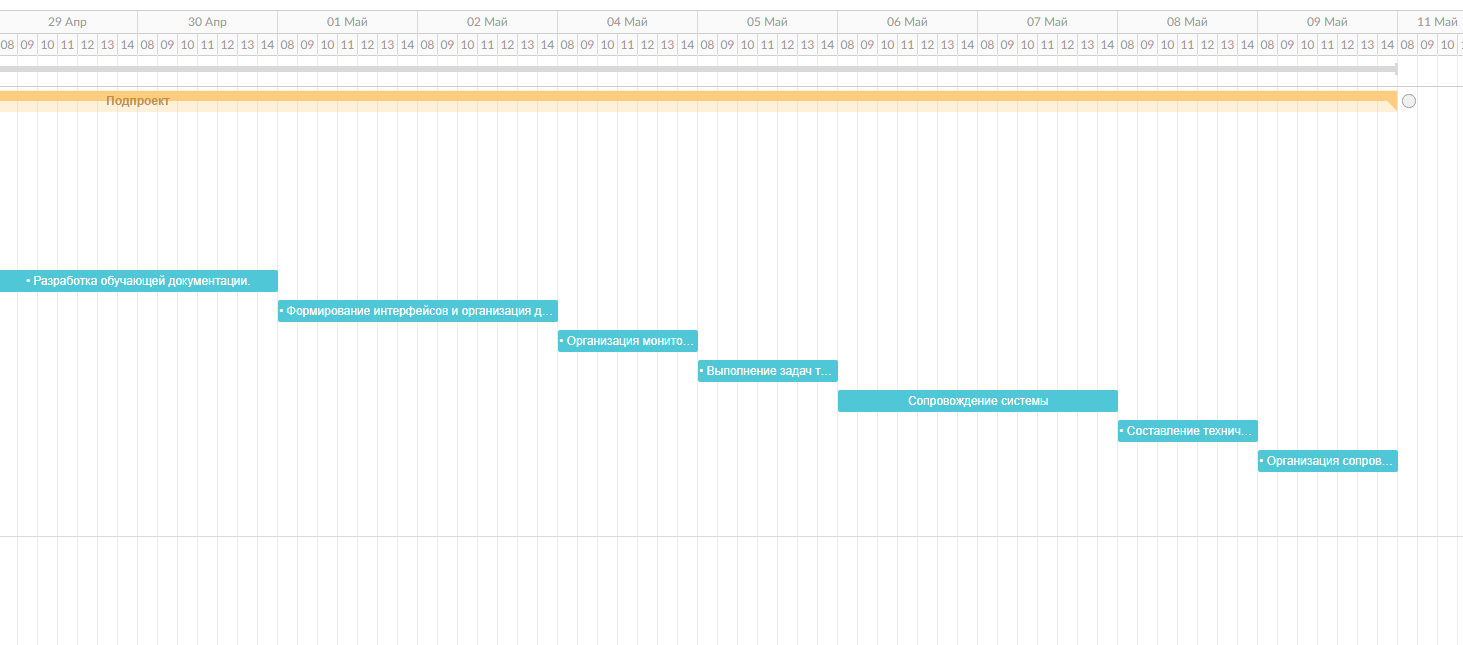 29 Апр 30 Апр 01 Май 02 Май 04 Май 05 Май 06 Май 07 Май 08 Май 09 Май 11 Май
08 09 10 11 12 13 14 08 09 10 11 12 13 14 08 09 10 11 12 13 14 08 09 10 11 12 13 14 08 09 10 11 12 13 14 08 09 10 11 12 13 14 08 09 10 11 12 13 14 08 09 10 11 12 13 14 08 09 10 11 12 13 14 08 09 10 11 12 13 14 08 09 10
Подпроект
• Разработка обучающей документации.
• Формирование интерфейсов и организация д...
• Организация монито...
• Выполнение задач т...
Сопровождение системы
• Составление технич...
• Организация сопров...